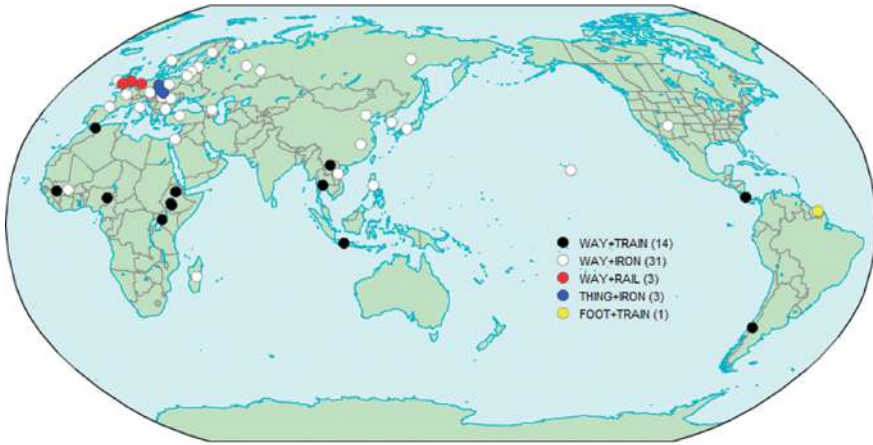 WAY+TRAIN (14)
WAY+IRON (31)
WAY+RAIL (3)
THING+IRON (3)
FOOT+TRAIN (1)